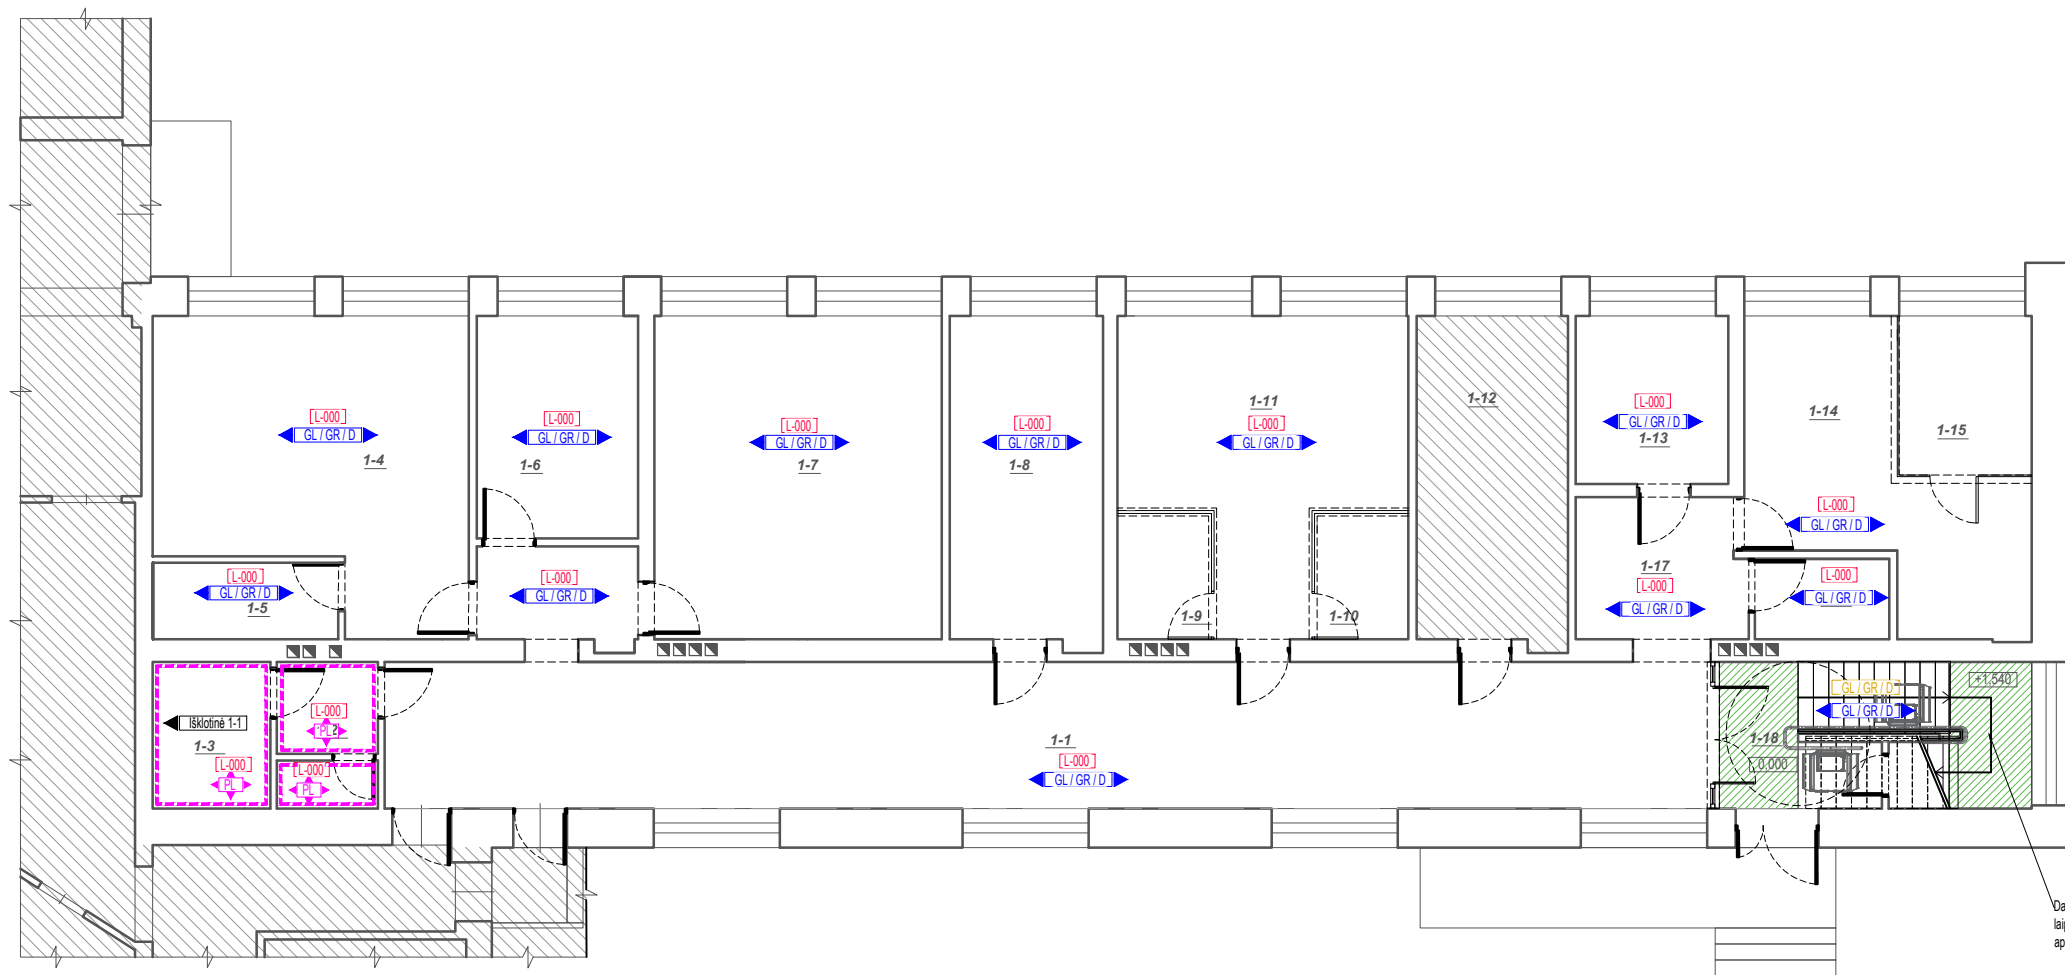 [L-000]
GL / GR / D
1-4
[L-000]
GL / GR / D
1-6
[L-000]
GL / GR / D
1-7
[L-000]
GL / GR / D
1-8
1-11
[L-000]
GL / GR / D
1-12
[L-000]
GL / GR / D
1-13
1-14
1-15
[L-000]
GL / GR / D
[L-000]
GL / GR / D
1-5
[L-000]
GL / GR / D
1-9
1-10
1-17
[L-000]
GL / GR / D
[L-000]
GL / GR / D
Išklotinė 1-1
1-3
[L-000]
PL
[L-000]
PL
[L-000]
PL
1-1
[L-000]
GL / GR / D
GL / GR / D
GL / GR / D
+1,540
1-18
0,000